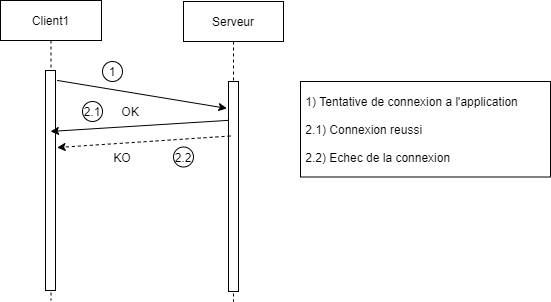 Client1
Serveur
1
2.1
OK
KO
2.2
1) Tentative de connexion a l'application
2.1) Connexion reussi
2.2) Echec de la connexion